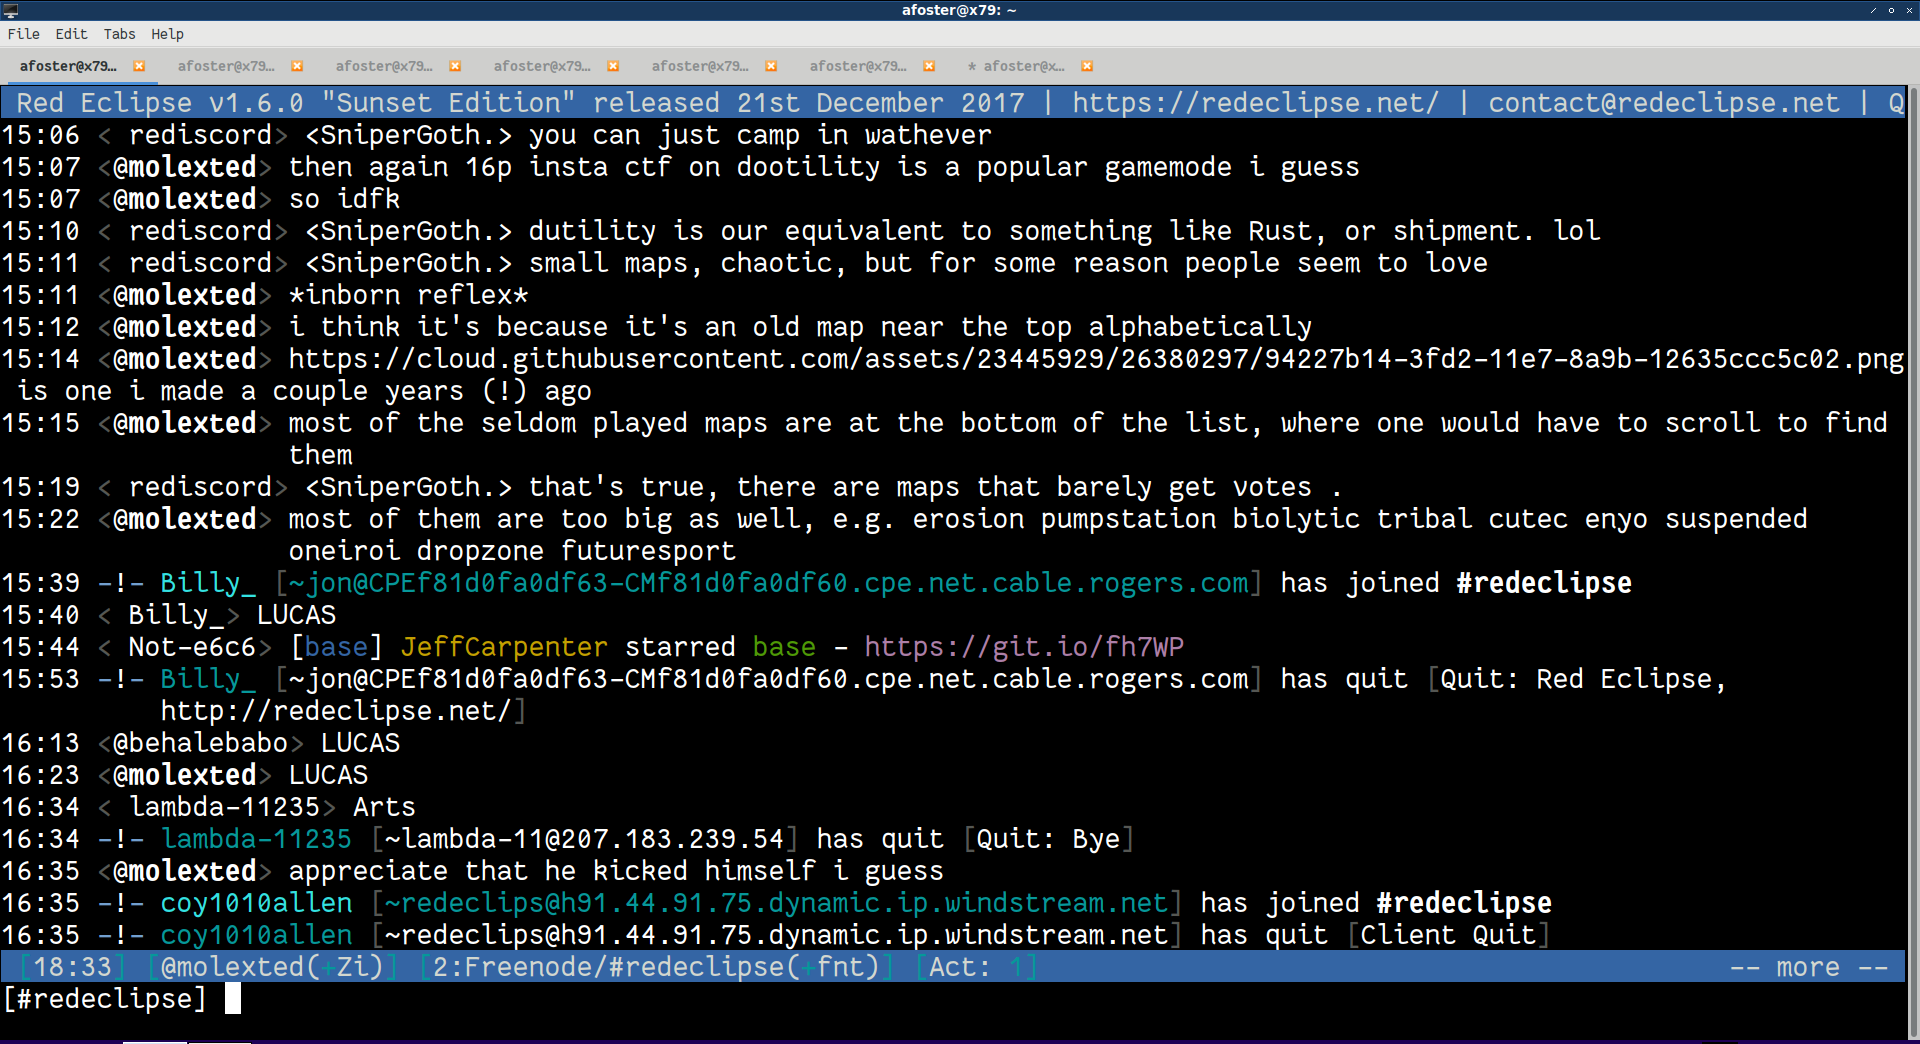 afoster@x79: ~
File Edit Tabs Help
afoster@x79... afoster@x79... afoster@x79... afoster@x79... afoster@x79... afoster@x79... * afoster@x...
Red Eclipse v1.6.0 "Sunset Edition" released 21st December 2017 | https://redeclipse.net/ | contact@redeclipse.net | Q
15:06 < rediscord> <SniperGoth.> you can just camp in wathever
15:07 <@molexted> then again 16p insta ctf on dootility is a popular gamemode i guess
15:07 <@molexted> so idfk
15:10 < rediscord> <SniperGoth.> dutility is our equivalent to something like Rust, or shipment. lol
15:11 < rediscord> <SniperGoth.> small maps, chaotic, but for some reason people seem to love
15:11 <@molexted> *inborn reflex*
15:12 <@molexted> i think it's because it's an old map near the top alphabetically
15:14 <@molexted> https://cloud.githubusercontent.com/assets/23445929/26380297/94227b14-3fd2-11e7-8a9b-12635ccc5c02.png
is one i made a couple years (!) ago
15:15 <@molexted> most of the seldom played maps are at the bottom of the list, where one would have to scroll to find
them
15:19 < rediscord> <SniperGoth.> that's true, there are maps that barely get votes .
15:22 <@molexted> most of them are too big as well, e.g. erosion pumpstation biolytic tribal cutec enyo suspended
oneiroi dropzone futuresport
15:39 -!- Billy_ [~jon@CPEf81d0fa0df63-CMf81d0fa0df60.cpe.net.cable.rogers.com] has joined #redeclipse
15:40 < Billy_> LUCAS
15:44 < Not-e6c6> [base] JeffCarpenter starred base - https://git.io/fh7WP
15:53 -!- Billy_ [~jon@CPEf81d0fa0df63-CMf81d0fa0df60.cpe.net.cable.rogers.com] has quit [Quit: Red Eclipse,
http://redeclipse.net/]
16:13 <@behalebabo> LUCAS
16:23 <@molexted> LUCAS
16:34 < lambda-11235> Arts
16:34 -!- lambda-11235 [~lambda-11@207.183.239.54] has quit [Quit: Bye]
16:35 <@molexted> appreciate that he kicked himself i guess
16:35 -!- coy1010allen [~redeclips@h91.44.91.75.dynamic.ip.windstream.net] has joined #redeclipse
16:35 -!- coy1010allen [~redeclips@h91.44.91.75.dynamic.ip.windstream.net] has quit [Client Quit]
[18:33] [@molexted(+Zi)] [2:Freenode/#redeclipse(+fnt)] [Act: 1] -- more --
[#redeclipse]